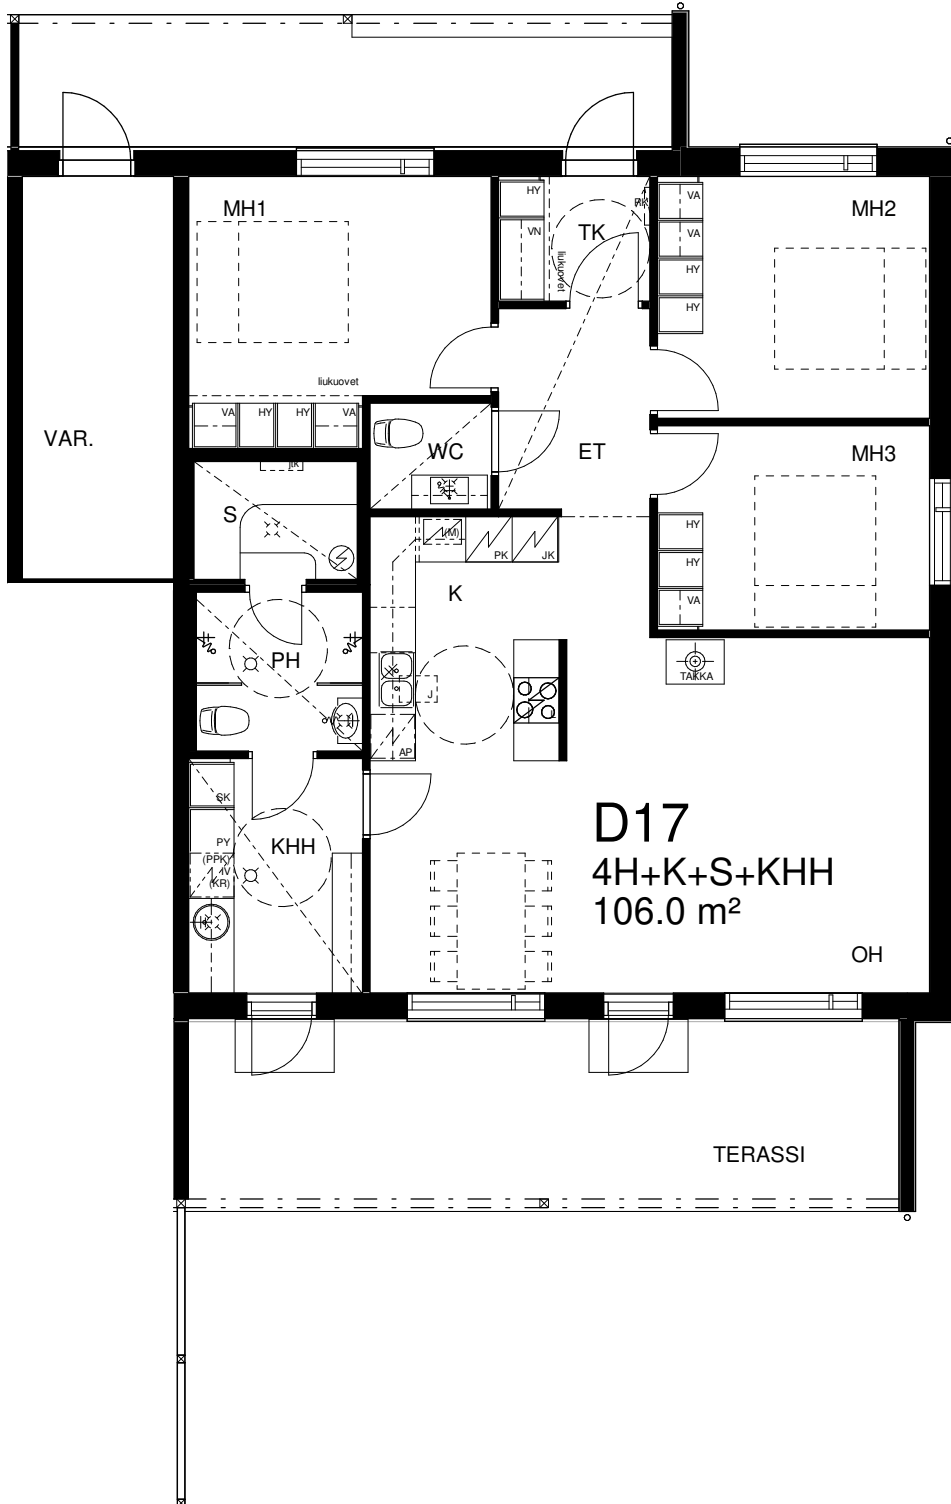 MH1
HY
VN
liukuovet
TK
RK
VA
VA
HY
HY
MH2
liukuovet
VA
HY
HY
VA
VAR.
WC
ET
MH3
S
(M)
PK
JK
K
HY
HY
VA
PH
J
L
TAKKA
AP
SK
PY
(PPK)
IV
(KR)
KHH
D17
4H+K+S+KHH
106.0 m²
OH
TERASSI